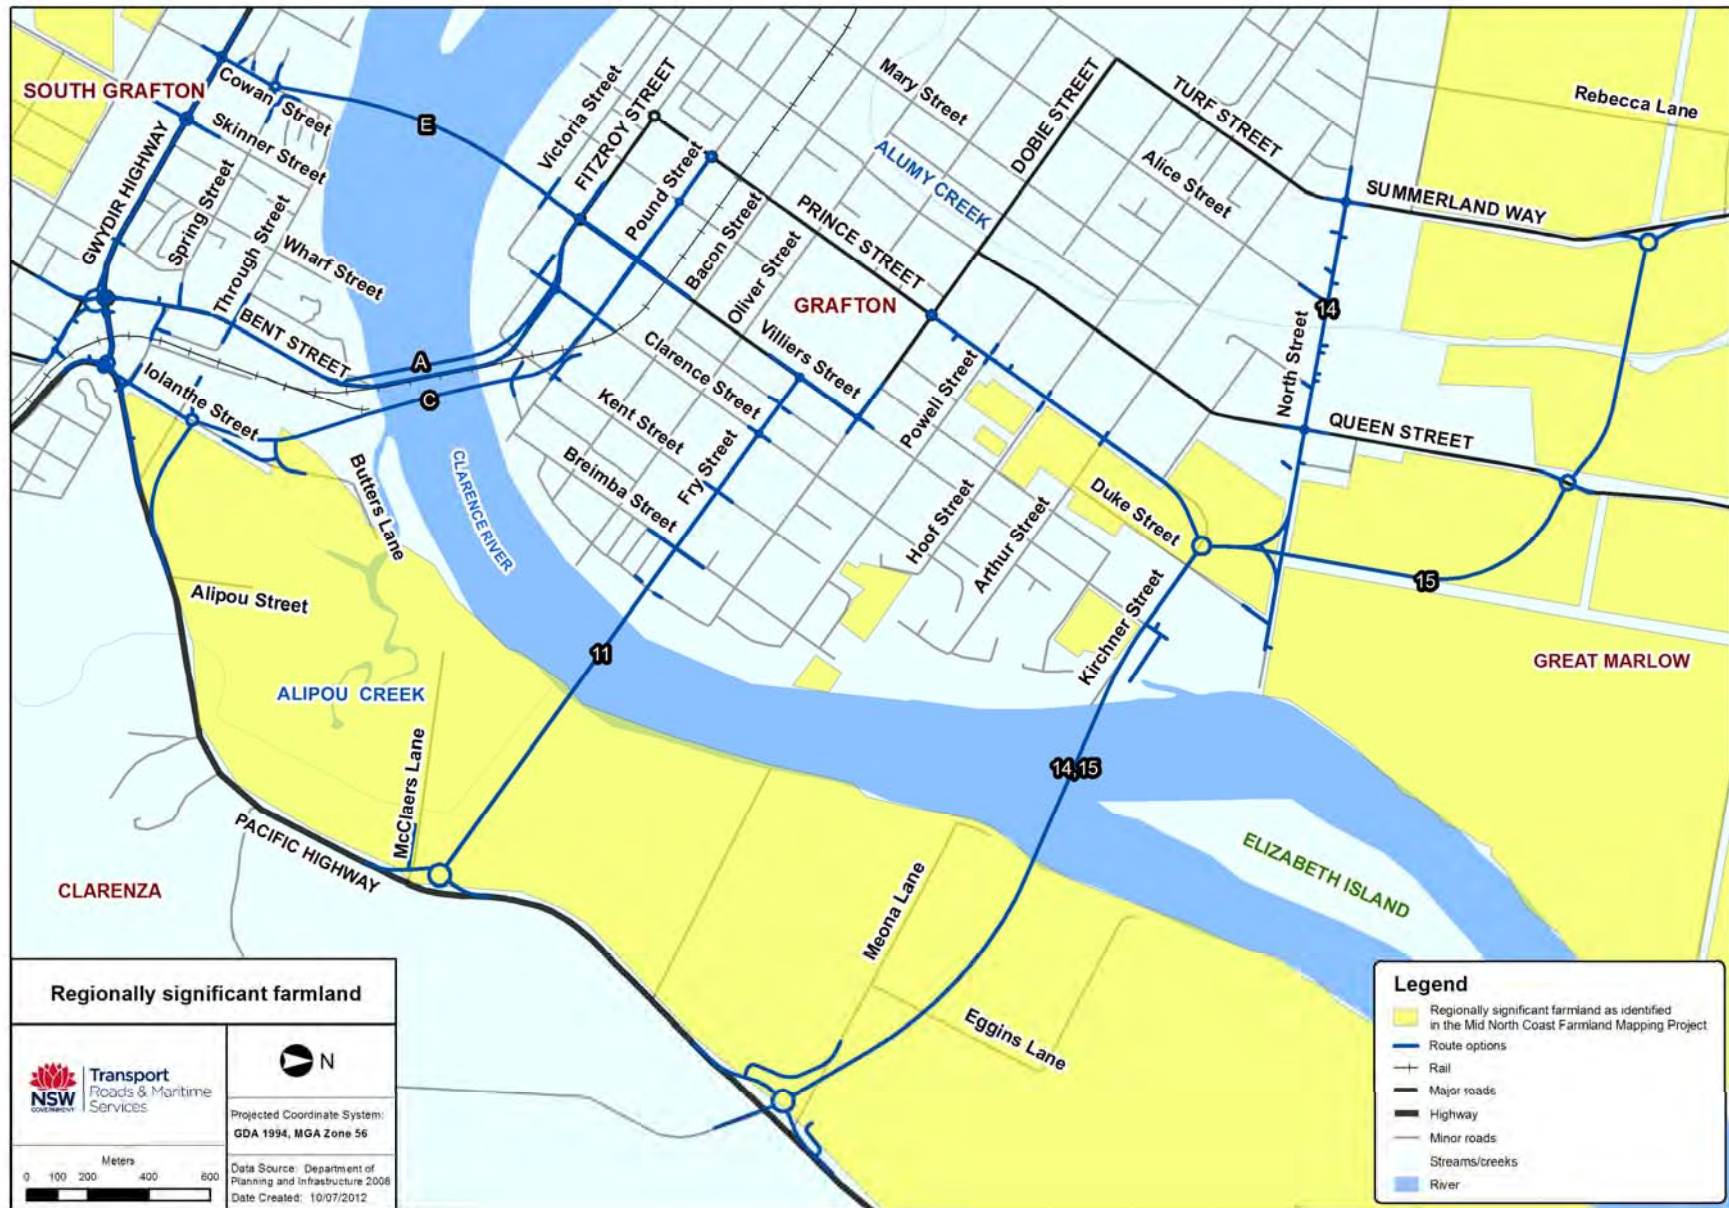 SOUTH GRAFTON
Cowan Street
Skinner Street
GWYDIR HIGHWAY
Spring Street
Through Street
Wharf Street
BENT STREET
Iolanthe Street
E
A
C
Victoria Street
FITZROY STREET
Pound Street
Bacon Street
Oliver Street
PRINCE STREET
GRAFTON
Mary Street
ALUMY CREEK
DOBIE STREET
TURF STREET
Alice Street
Rebecca Lane
SUMMERLAND WAY
14
North Street
QUEEN STREET
Villiers Street
Clarence Street
Kent Street
Breimba Street
Fry Street
Powell Street
Hoof Street
Arthur Street
Duke Street
Kirchner Street
15
GREAT MARLOW
Butters Lane
CLARENCE RIVER
Alipou Street
ALIPOU CREEK
11
McClaers Lane
PACIFIC HIGHWAY
CLARENZA
14,15
ELIZABETH ISLAND
Meona Lane
Eggins Lane
Regionally significant farmland
NSW
GOVERNMENT
Transport
Roads & Maritime
Services
N
Projected Coordinate System:
GDA 1994, MGA Zone 56
Meters
0 100 200 400 600
Data Source: Department of
Planning and Infrastructure 2008
Date Created: 10/07/2012
Legend
Regionally significant farmland as identified
in the Mid North Coast Farmland Mapping Project
Route options
Rail
Major roads
Highway
Minor roads
Streams/creeks
River